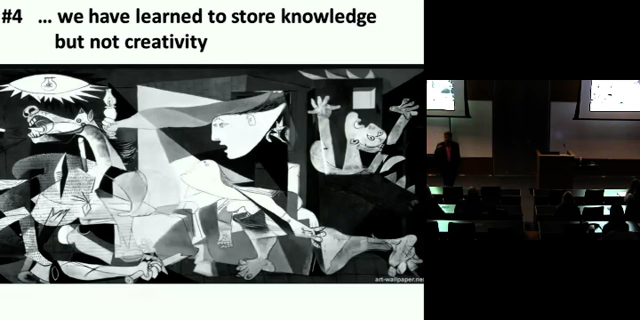 #4 ... we have learned to store knowledge
but not creativity
art-wallpaper.net